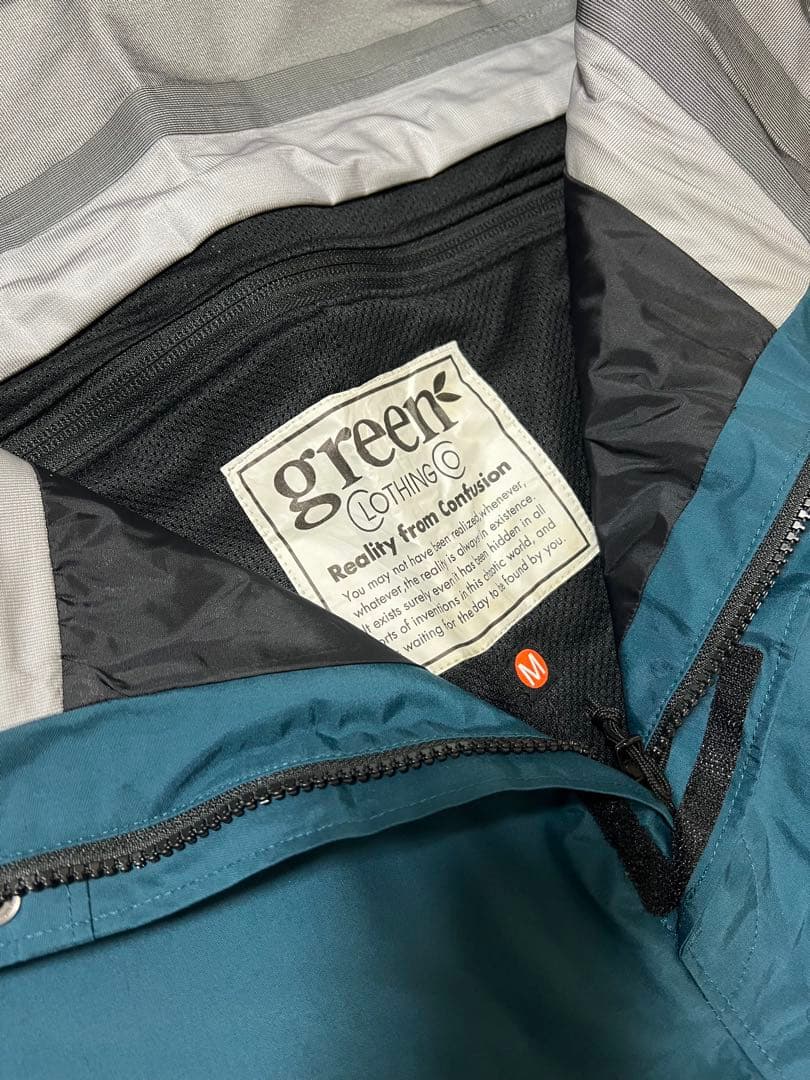 green
CLOTHING CO
Reality from Confusion
You may not have been realized,whenever,
whatever, the reality is always in existence.
It exists surely even it has been hidden in all
sorts of inventions in this chaotic world, and
waiting for the day to be found by you.
M